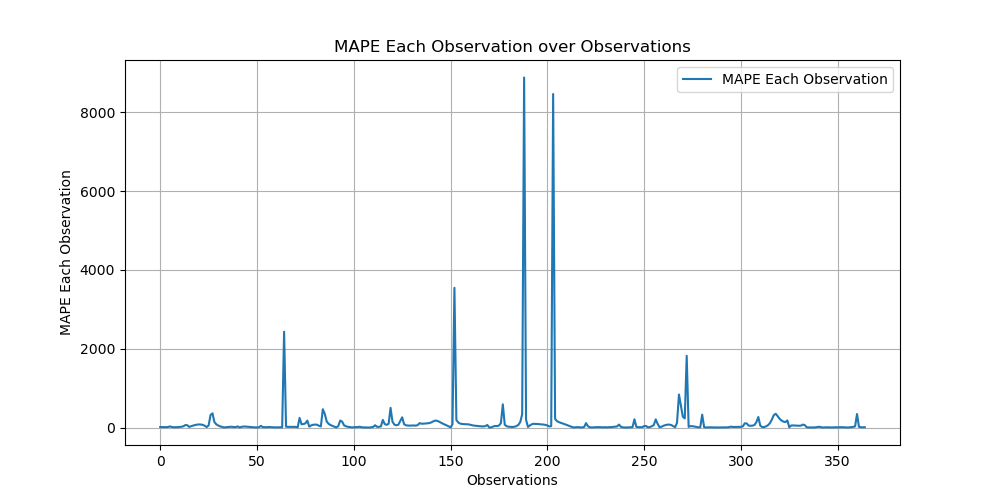 MAPE Each Observation over Observations
MAPE Each Observation
8000
6000
4000
2000
0
MAPE Each Observation
0 50 100 150 200 250 300 350
Observations